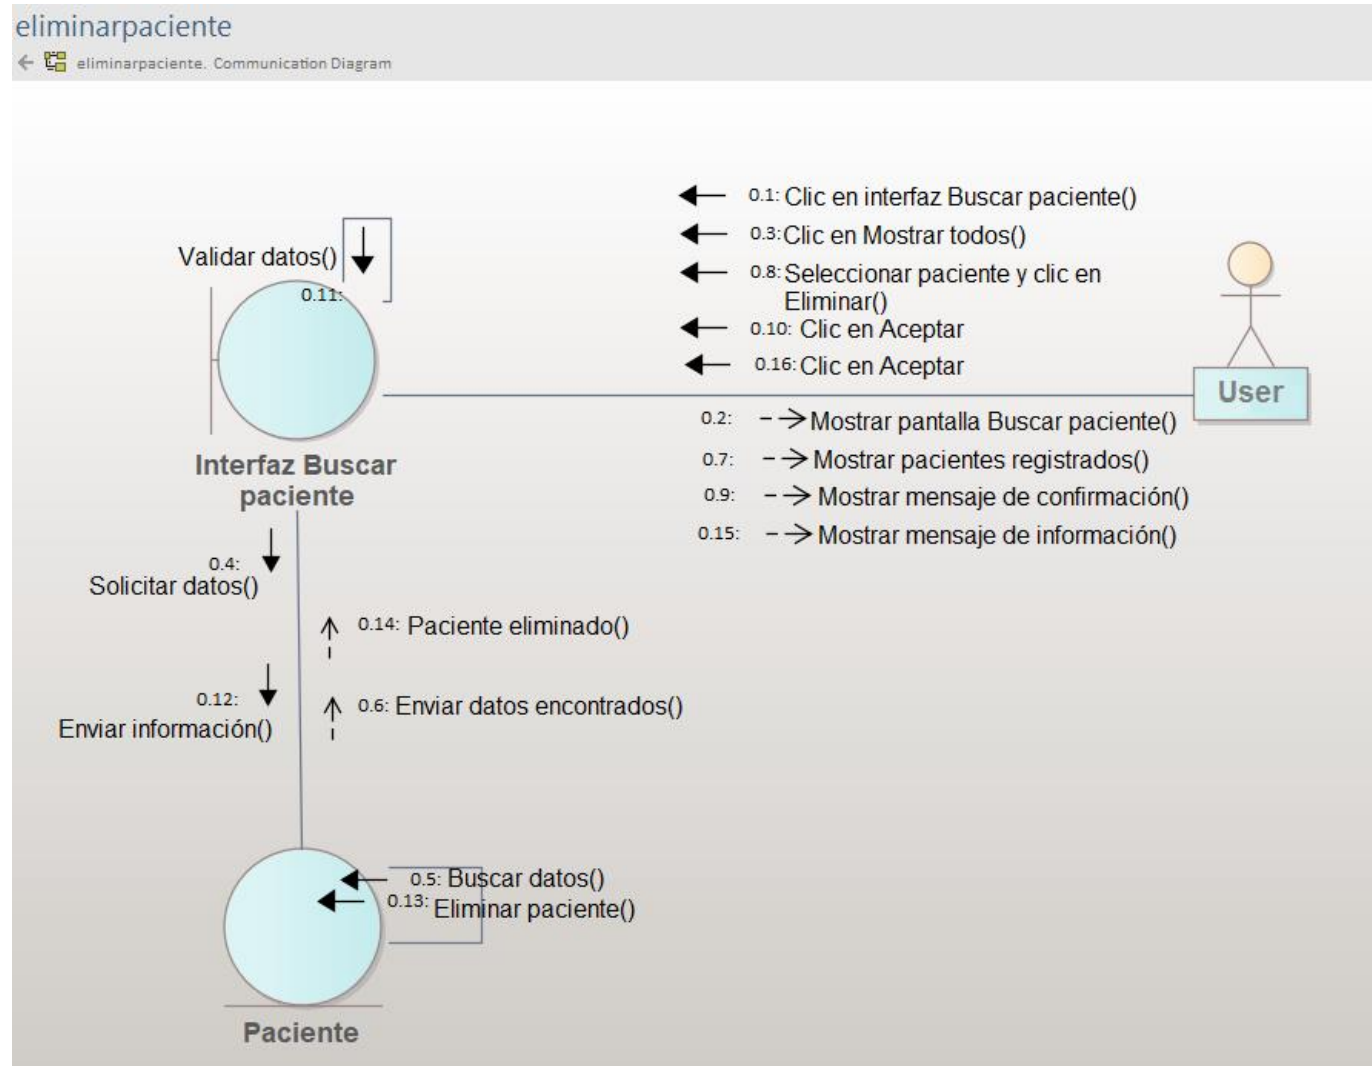 eliminarpaciente
eliminarpaciente. Communication Diagram
0.1: Clic en interfaz Buscar paciente()
0.3: Clic en Mostrar todos()
0.8: Seleccionar paciente y clic en
Eliminar()
0.10: Clic en Aceptar
0.16: Clic en Aceptar
Validar datos()
0.11:
User
0.2: Mostrar pantalla Buscar paciente()
0.7: Mostrar pacientes registrados()
0.9: Mostrar mensaje de confirmación()
0.15: Mostrar mensaje de información()
Interfaz Buscar
paciente
0.4:
Solicitar datos()
0.14: Paciente eliminado()
0.12:
Enviar información()
0.6: Enviar datos encontrados()
0.5: Buscar datos()
0.13: Eliminar paciente()
Paciente